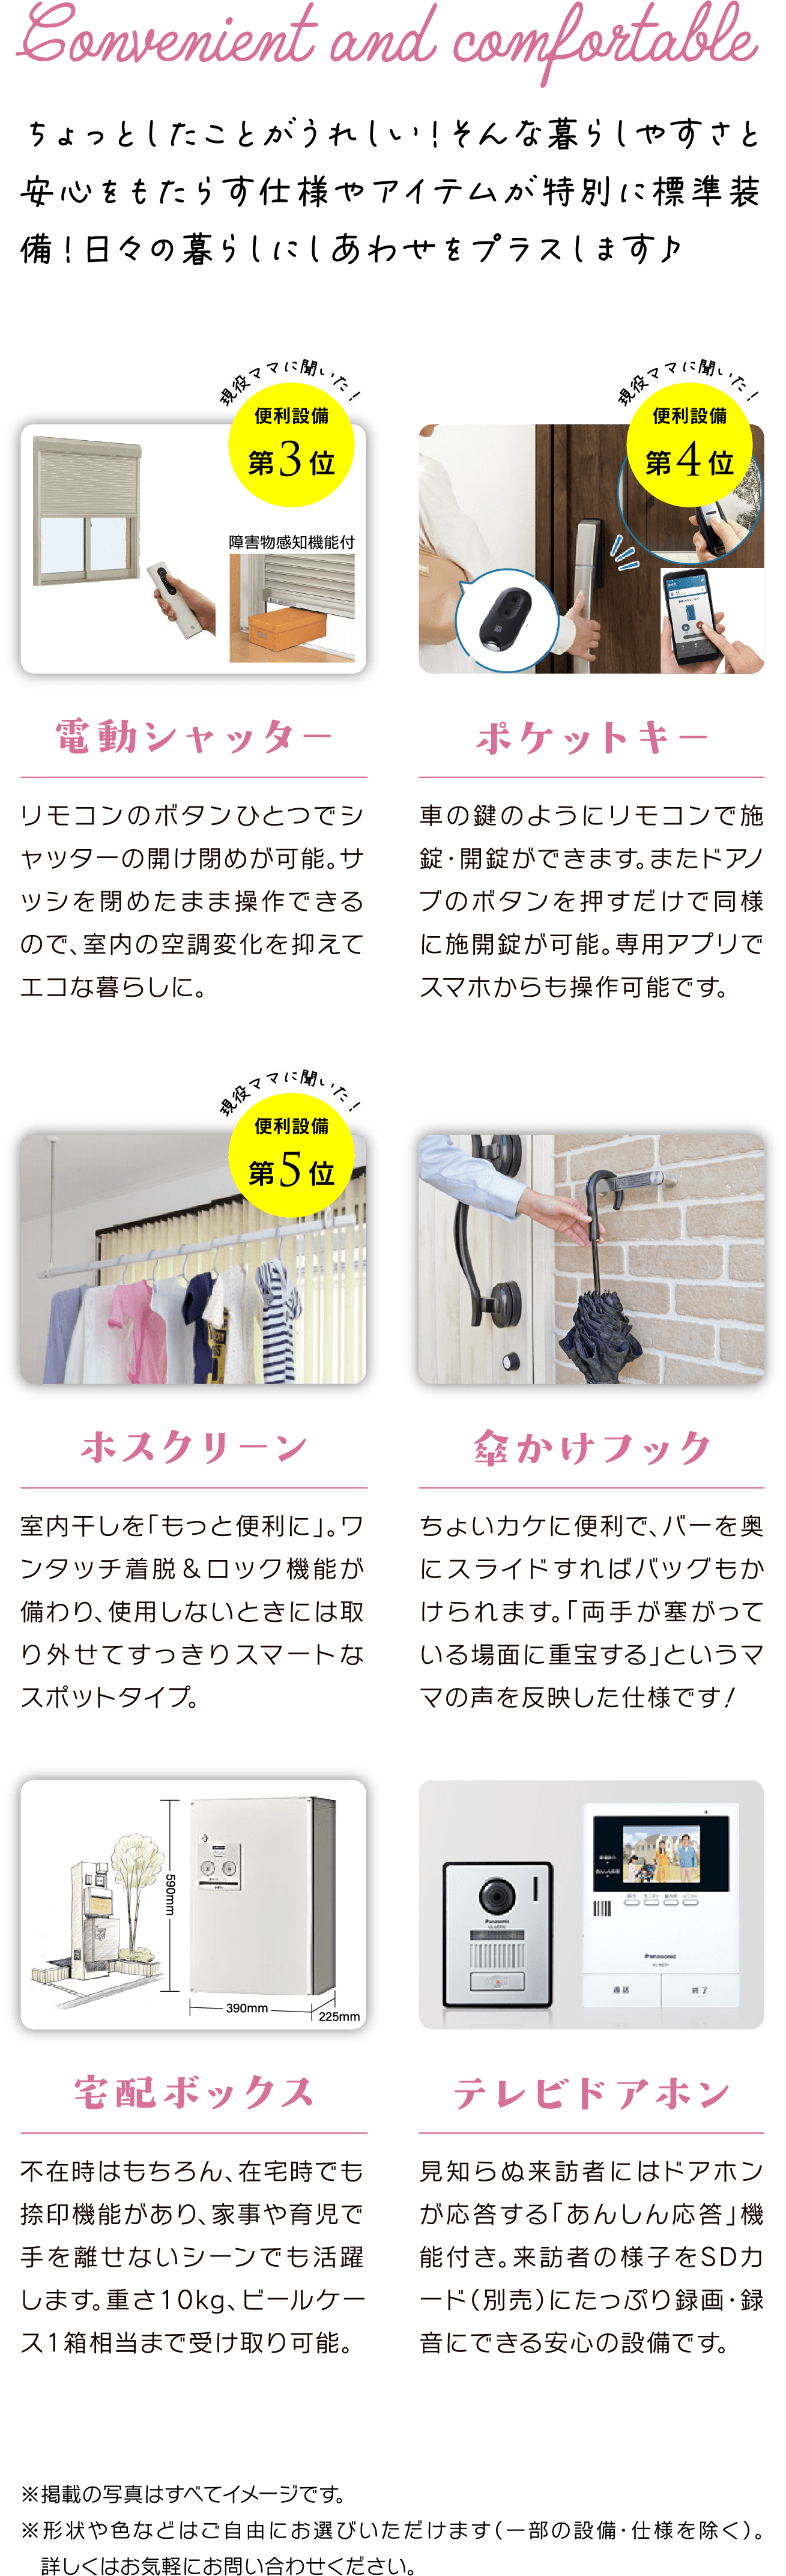 Convenient and comfortable
ちょっとしたことがうれしい！そんな暮らしやすさと
安心をもたらす仕様やアイテムが特別に標準装
備！日々の暮らしにしあわせをプラスします♪
現役ママに聞いた！
便利設備
第3位
障害物感知機能付
電動シャッター
リモコンのボタンひとつでシ
ャッターの開け閉めが可能。サ
ッシを閉めたまま操作できる
ので、室内の空調変化を抑えて
エコな暮らしに。
現役ママに聞いた！
便利設備
第4位
ポケットキー
車の鍵のようにリモコンで施
錠・開錠ができます。またドアノ
ブのボタンを押すだけで同様
に施開錠が可能。専用アプリで
スマホからも操作可能です。
現役ママに聞いた！
便利設備
第5位
ホスクリーン
室内干しを「もっと便利に」。ワ
ンタッチ着脱＆ロック機能が
備わり、使用しないときには取
り外せてすっきりスマートな
スポットタイプ。
傘かけフック
ちょいカケに便利で、バーを奥
にスライドすればバッグもか
けられます。「両手が塞がって
いる場面に重宝する」というマ
マの声を反映した仕様です！
590mm
390mm
225mm
宅配ボックス
不在時はもちろん、在宅時でも
捺印機能があり、家事や育児で
手を離せないシーンでも活躍
します。重さ10kg、ビールケー
ス1箱相当まで受け取り可能。
Panasonic
Panasonic
通話
終了
テレビドアホン
見知らぬ来訪者にはドアホン
が応答する「あんしん応答」機
能付き。来訪者の様子をSDカ
ード（別売）にたっぷり録画・録
音にできる安心の設備です。
※掲載の写真はすべてイメージです。
※形状や色などはご自由にお選びいただけます（一部の設備・仕様を除く）。
詳しくはお気軽にお問い合わせください。